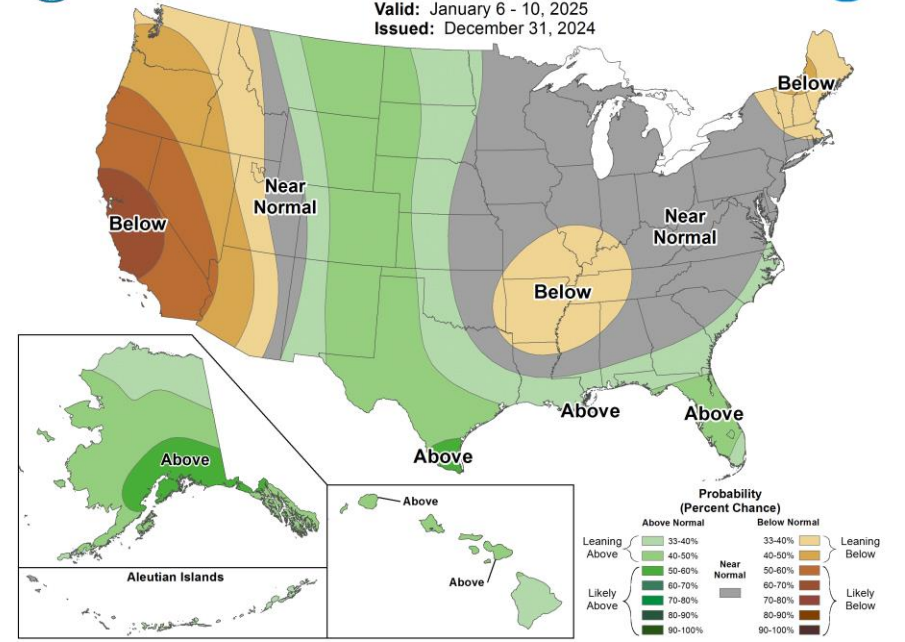 Valid: January 6 - 10, 2025
Issued: December 31, 2024
Below
Near
Normal
Below
Near
Normal
Below
Above
Above
Above
Above
Above
Above
Aleutian Islands
Probability
(Percent Chance)
Above Normal
Below Normal
Leaning
Above
33-40%
40-50%
50-60%
60-70%
70-80%
80-90%
90-100%
Likely
Above
Near
Normal
33-40%
40-50%
50-60%
60-70%
70-80%
80-90%
90-100%
Leaning
Below
Likely
Below